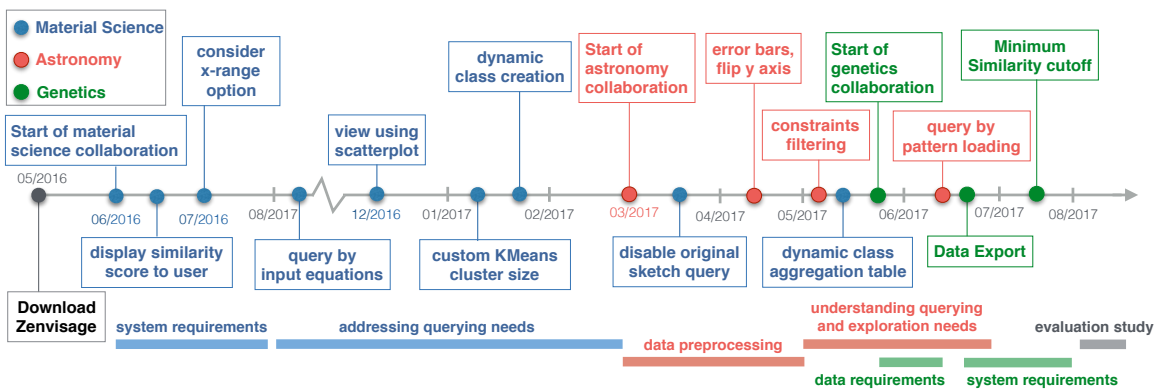 Material Science
Astronomy
Genetics
consider
x-range
option
dynamic
class creation
Start of
astronomy
collaboration
error bars,
flip y axis
Start of
genetics
collaboration
Minimum
Similarity cutoff
Start of material
science collaboration
view using
scatterplot
constraints
filtering
query by
pattern loading
05/2016
06/2016
07/2016
08/2017
12/2016
01/2017
02/2017
03/2017
04/2017
05/2017
06/2017
07/2017
08/2017
display similarity
score to user
query by
input equations
custom KMeans
cluster size
disable original
sketch query
dynamic class
aggregation table
Data Export
Download
Zenvisage
system requirements
addressing querying needs
data preprocessing
understanding querying
and exploration needs
evaluation study
data requirements
system requirements